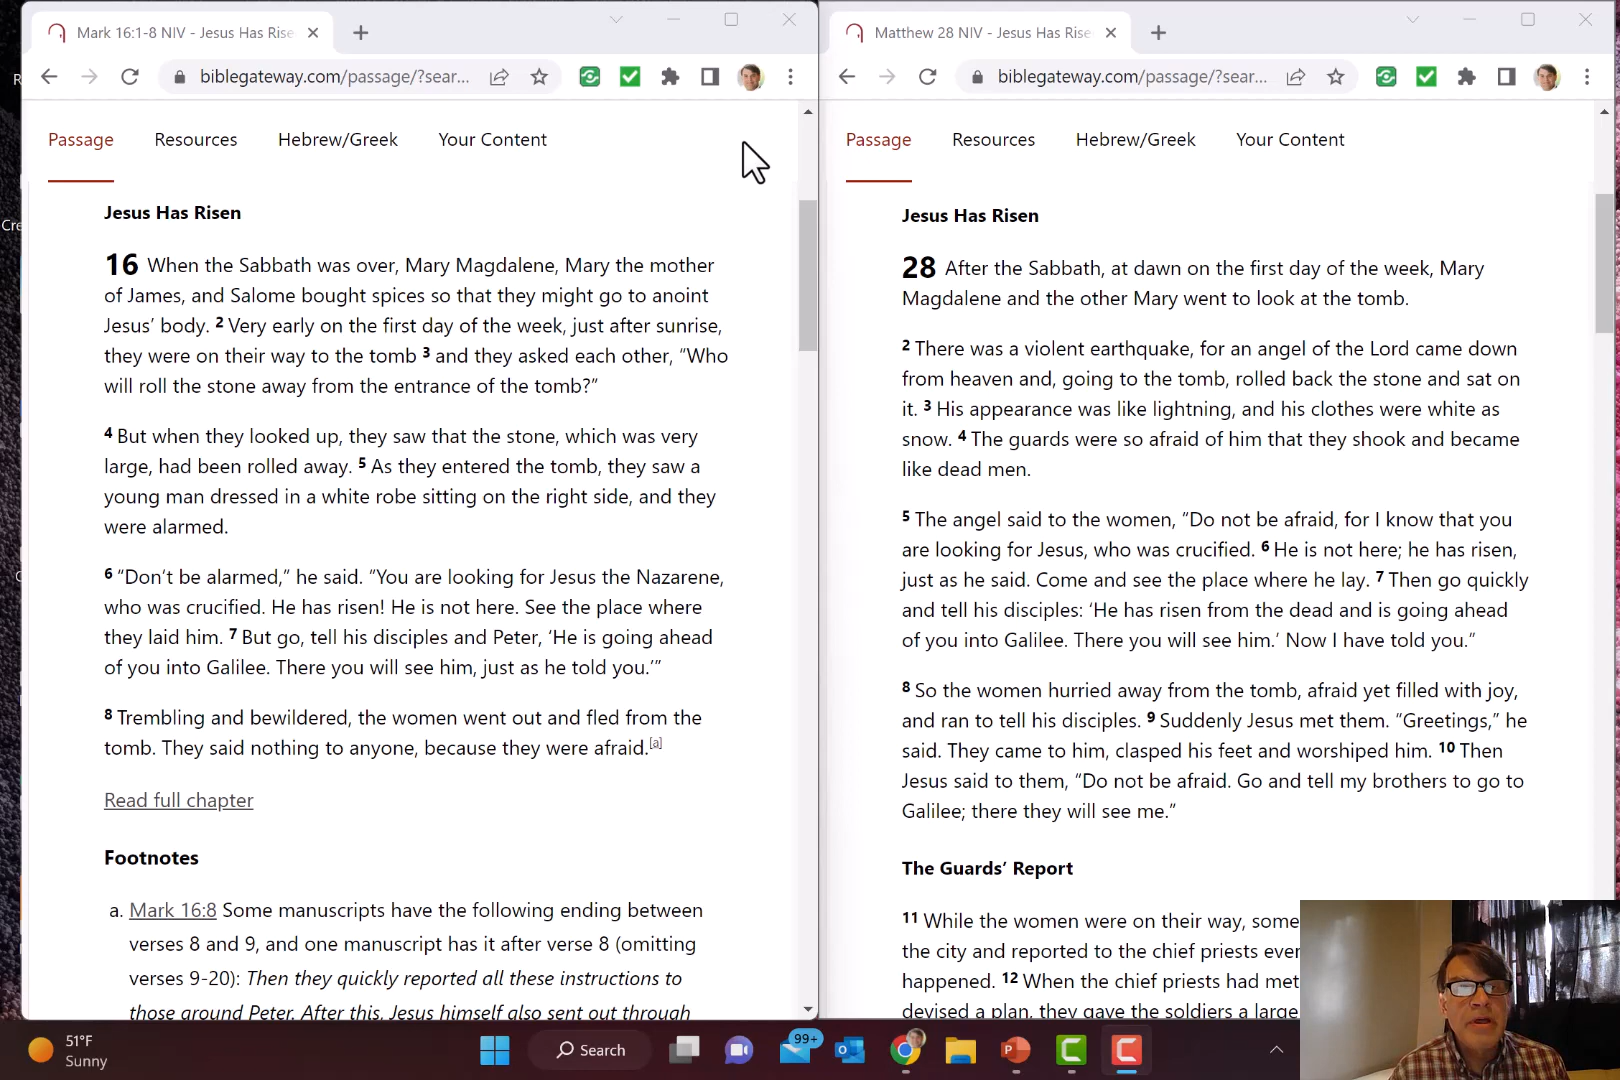 Mark 16:1-8 NIV - Jesus Has Rise
biblegateway.com/passage/?sear...
Passage Resources Hebrew/Greek Your Content
Jesus Has Risen
16 When the Sabbath was over, Mary Magdalene, Mary the mother
of James, and Salome bought spices so that they might go to anoint
Jesus’ body. 2 Very early on the first day of the week, just after sunrise,
they were on their way to the tomb 3 and they asked each other, “Who
will roll the stone away from the entrance of the tomb?”
4 But when they looked up, they saw that the stone, which was very
large, had been rolled away. 5 As they entered the tomb, they saw a
young man dressed in a white robe sitting on the right side, and they
were alarmed.
6 “Don’t be alarmed,” he said. “You are looking for Jesus the Nazarene,
who was crucified. He has risen! He is not here. See the place where
they laid him. 7 But go, tell his disciples and Peter, ‘He is going ahead
of you into Galilee. There you will see him, just as he told you.’”
8 Trembling and bewildered, the women went out and fled from the
tomb. They said nothing to anyone, because they were afraid.[a]
Read full chapter
Footnotes
a. Mark 16:8 Some manuscripts have the following ending between
verses 8 and 9, and one manuscript has it after verse 8 (omitting
verses 9-20): Then they quickly reported all these instructions to
those around Peter. After this, Jesus himself also sent out through
Matthew 28 NIV - Jesus Has Rise
biblegateway.com/passage/?sear...
Passage Resources Hebrew/Greek Your Content
Jesus Has Risen
28 After the Sabbath, at dawn on the first day of the week, Mary
Magdalene and the other Mary went to look at the tomb.
2 There was a violent earthquake, for an angel of the Lord came down
from heaven and, going to the tomb, rolled back the stone and sat on
it. 3 His appearance was like lightning, and his clothes were white as
snow. 4 The guards were so afraid of him that they shook and became
like dead men.
5 The angel said to the women, “Do not be afraid, for I know that you
are looking for Jesus, who was crucified. 6 He is not here; he has risen,
just as he said. Come and see the place where he lay. 7 Then go quickly
and tell his disciples: ‘He has risen from the dead and is going ahead
of you into Galilee. There you will see him.’ Now I have told you.”
8 So the women hurried away from the tomb, afraid yet filled with joy,
and ran to tell his disciples. 9 Suddenly Jesus met them. “Greetings,” he
said. They came to him, clasped his feet and worshiped him. 10 Then
Jesus said to them, “Do not be afraid. Go and tell my brothers to go to
Galilee; there they will see me.”
The Guards’ Report
11 While the women were on their way, some
the city and reported to the chief priests ever
happened. 12 When the chief priests had met
devised a plan, they gave the soldiers a large
51°F
Sunny
Search
99+